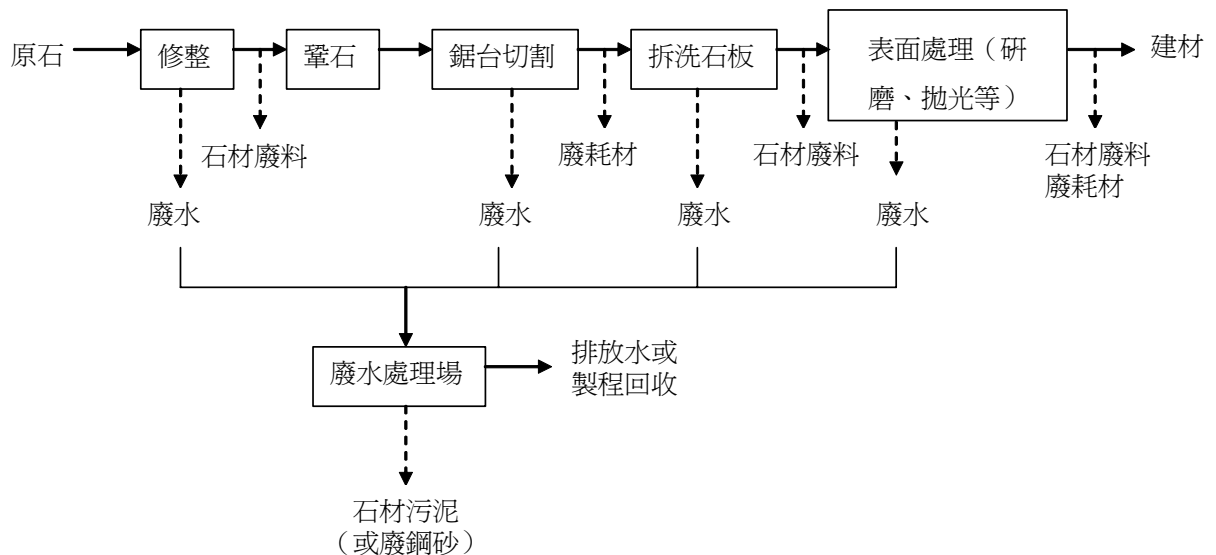 原石
修整
鞏石
鋸台切割
拆洗石板
表面處理（研
磨、拋光等）
建材
石材廢料
廢耗材
石材廢料
石材廢料
廢耗材
廢水
廢水
廢水
廢水
廢水處理場
排放水或
製程回收
石材污泥
（或廢鋼砂）